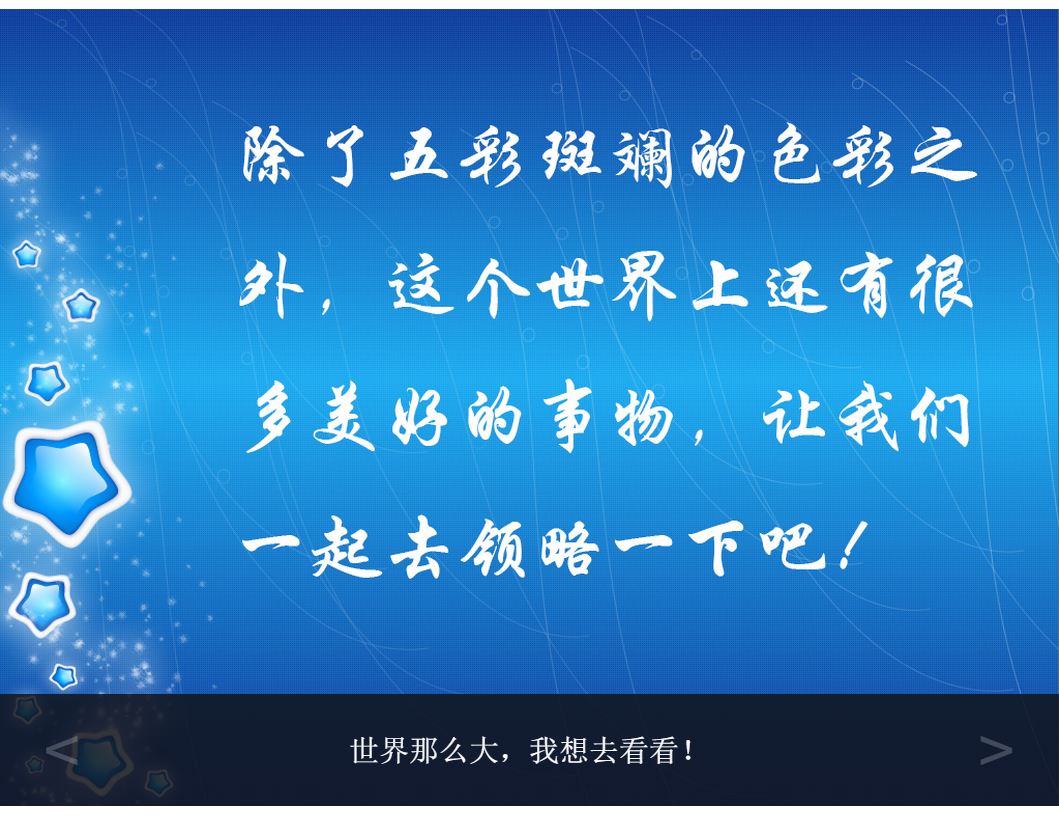 除了五彩斑斓的色彩之
外，这个世界上还有很
多美好的事物，让我们
一起去领略一下吧！
世界那么大，我想去看看！